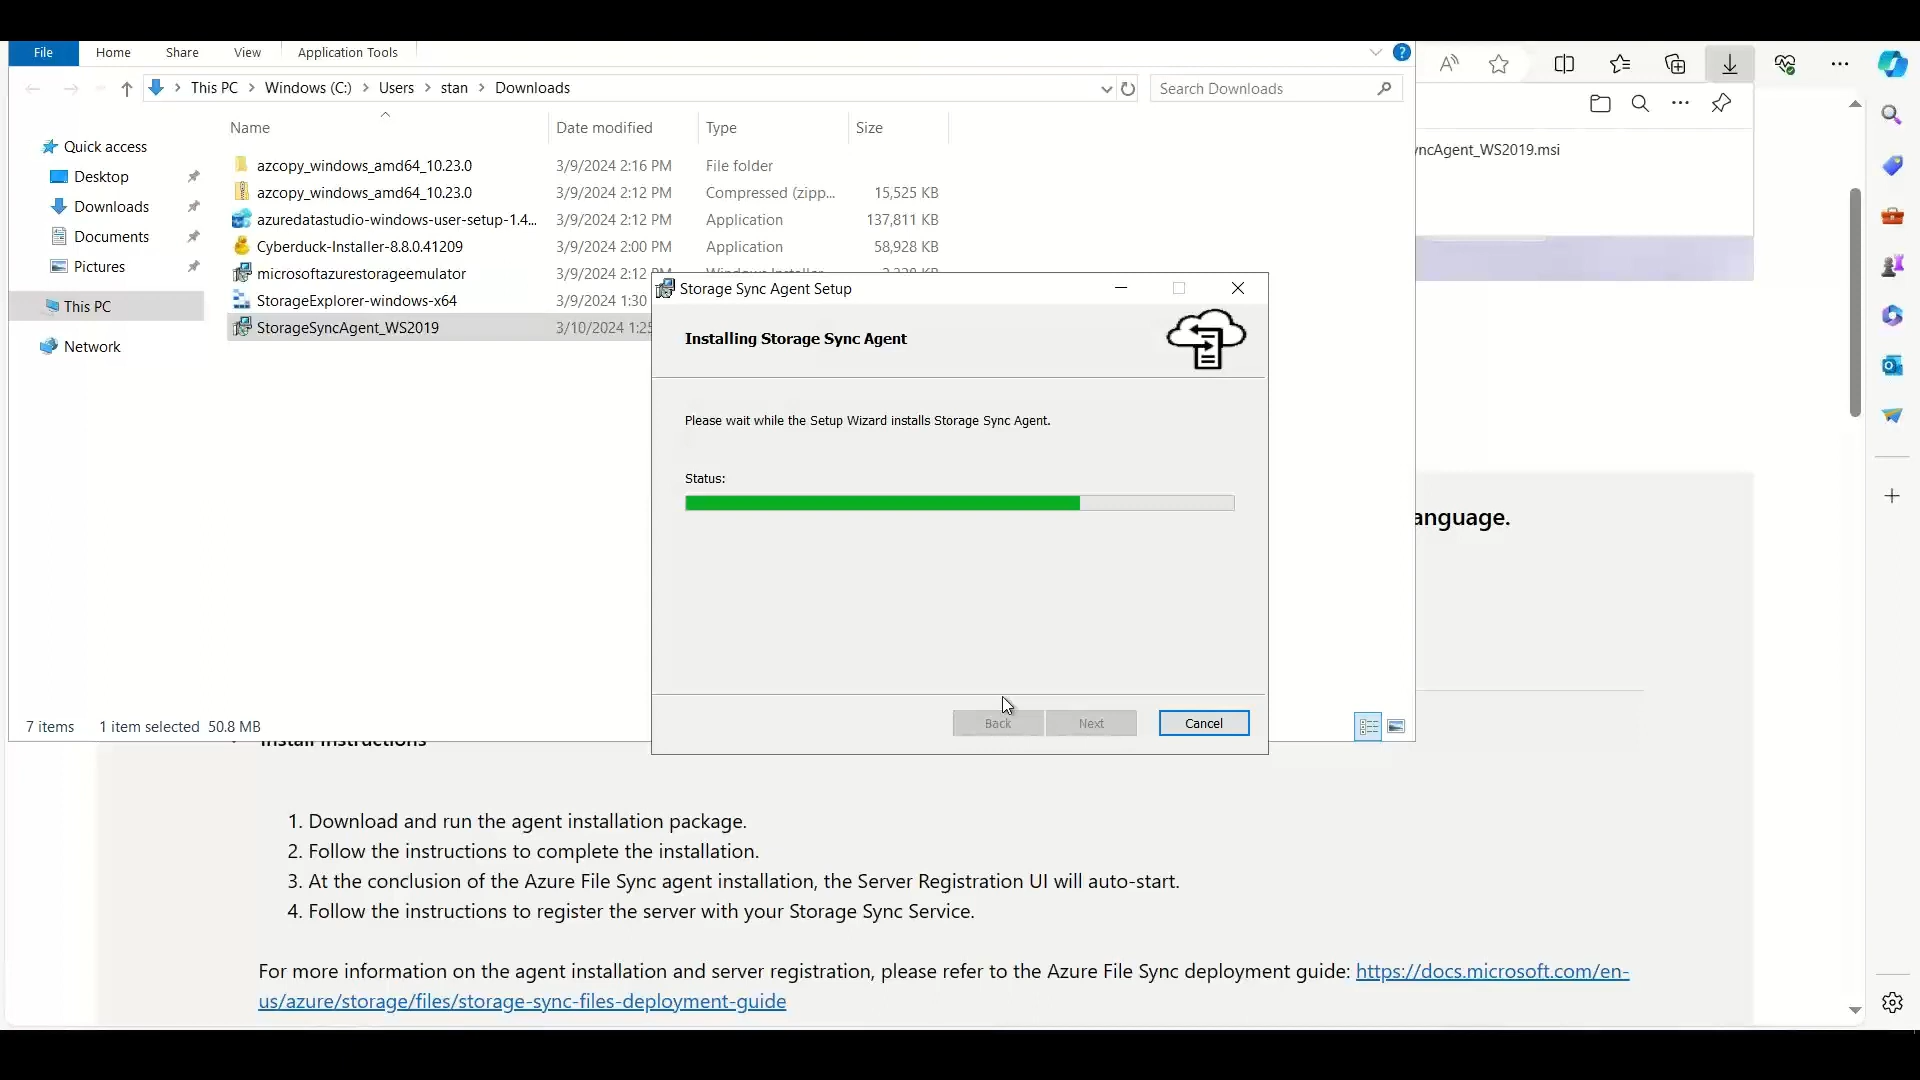 File Home Share View Application Tools
This PC Windows (C:) Users stan Downloads
Search Downloads
Name Date modified Type Size
Quick access
Desktop
Downloads
Documents
Pictures
This PC
Network
azcopy_windows_amd64_10.23.0 3/9/2024 2:16 PM File folder
azcopy_windows_amd64_10.23.0 3/9/2024 2:12 PM Compressed (zipp... 15,525 KB
azuredatastudio-windows-user-setup-1.4... 3/9/2024 2:12 PM Application 137,811 KB
Cyberduck-Installer-8.8.0.41209 3/9/2024 2:00 PM Application 58,928 KB
microsoftazurestorageemulator 3/9/2024 2:12 PM Windows Installer
StorageExplorer-windows-x64 3/9/2024 1:30
StorageSyncAgent_WS2019 3/10/2024 1:25
ncAgent_WS2019.msi
Storage Sync Agent Setup
Installing Storage Sync Agent
Please wait while the Setup Wizard installs Storage Sync Agent.
Status:
Back Next Cancel
7 items 1 item selected 50.8 MB
anguage.
Install Instructions
1. Download and run the agent installation package.
2. Follow the instructions to complete the installation.
3. At the conclusion of the Azure File Sync agent installation, the Server Registration UI will auto-start.
4. Follow the instructions to register the server with your Storage Sync Service.
For more information on the agent installation and server registration, please refer to the Azure File Sync deployment guide: https://docs.microsoft.com/en-
us/azure/storage/files/storage-sync-files-deployment-guide